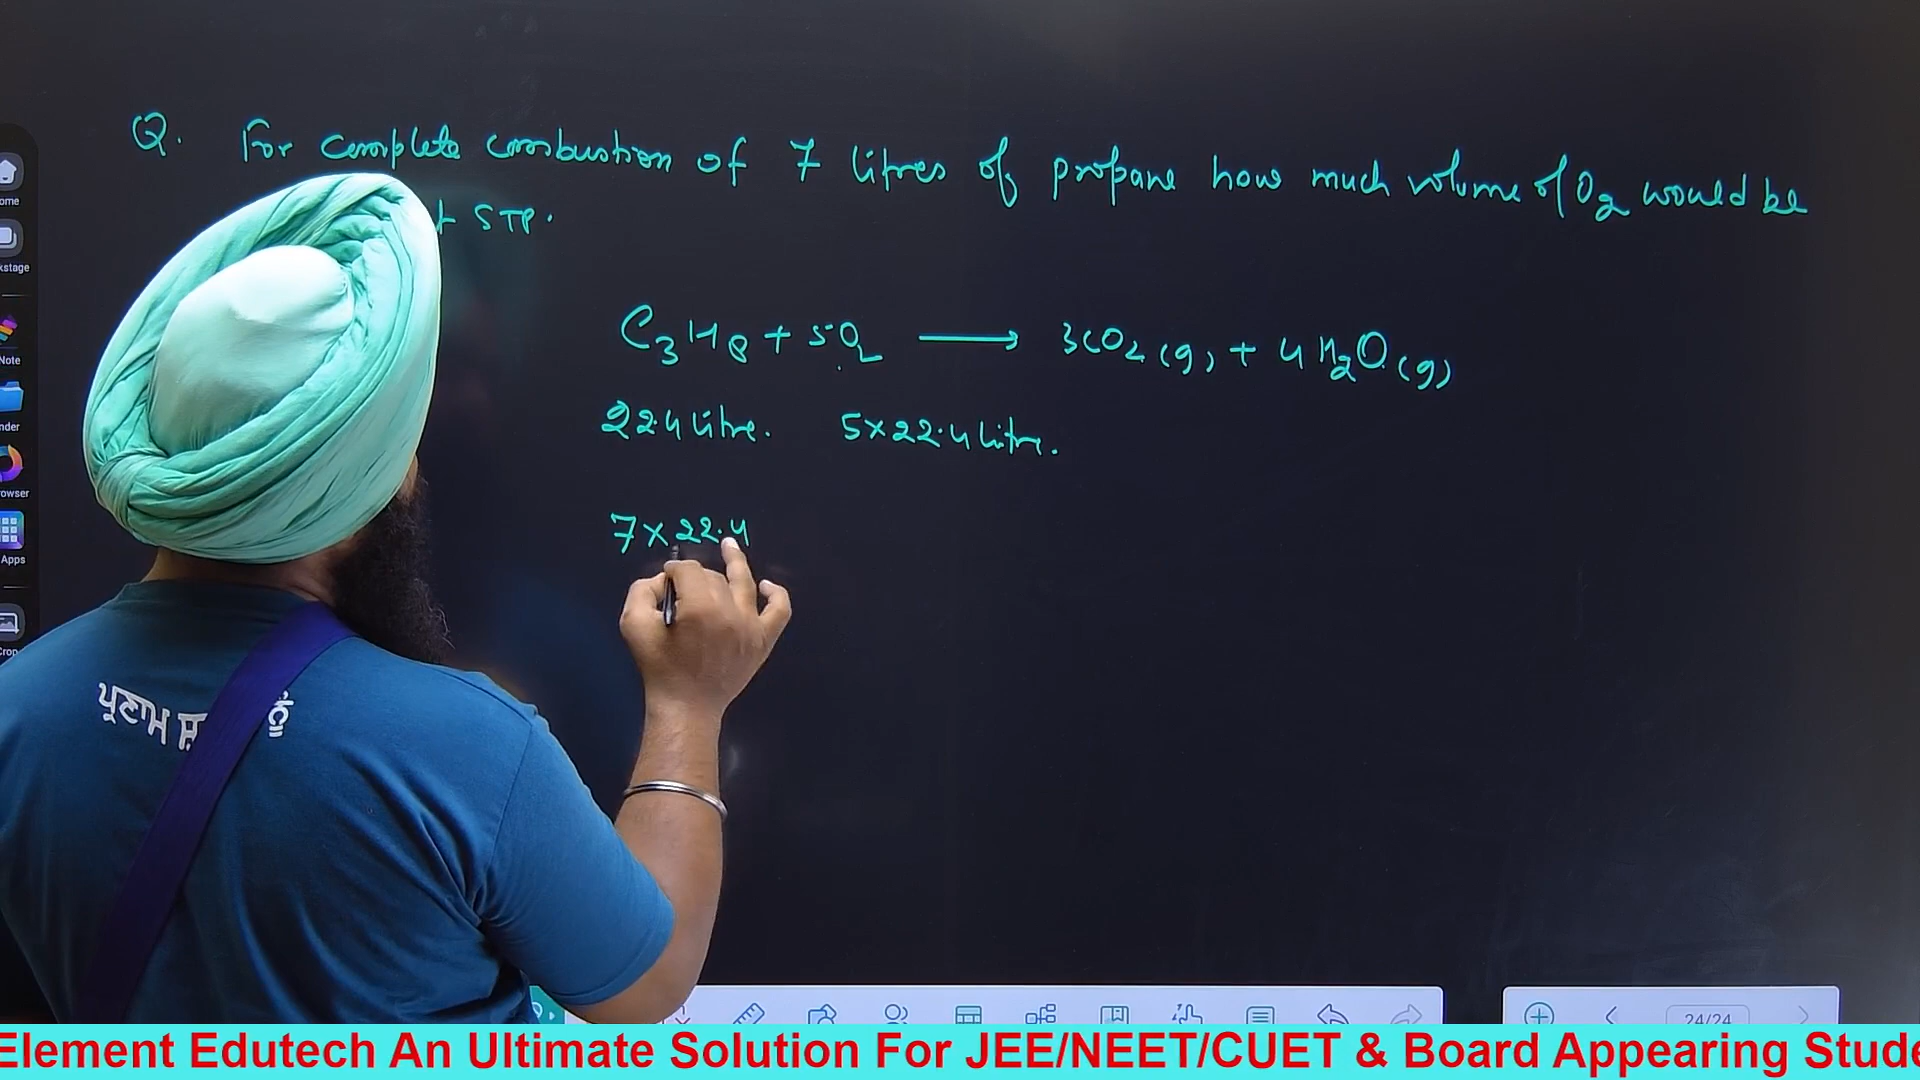 Q. For complete combustion of 7 litres of propane how much volume of O2 would be
STP.
C3H8 + 5O2 → 3CO2(g) + 4H2O(g)
22.4 litre. 5×22.4 litre.
7×22.4
ome
kstage
Note
nder
owser
Apps
Crop
ਪ੍ਰਣਾਮ
24/24
Element Edutech An Ultimate Solution For JEE/NEET/CUET & Board Appearing Stude